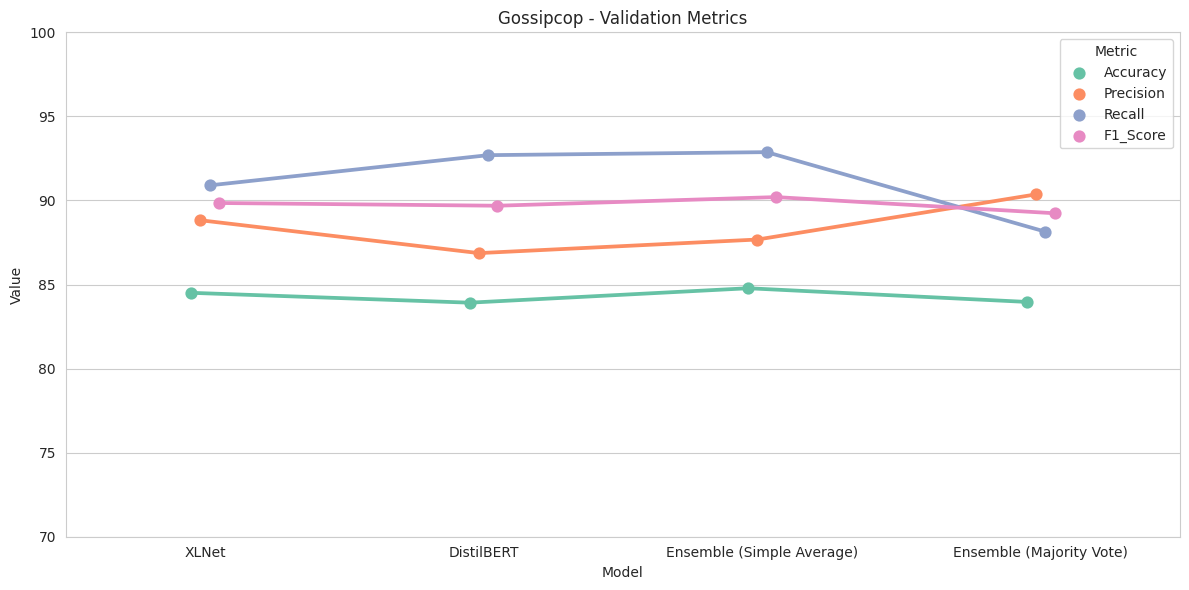 Gossipcop - Validation Metrics
100
95
90
85
80
75
70
Value
Metric
Accuracy
Precision
Recall
F1_Score
XLNet
DistilBERT
Ensemble (Simple Average)
Ensemble (Majority Vote)
Model